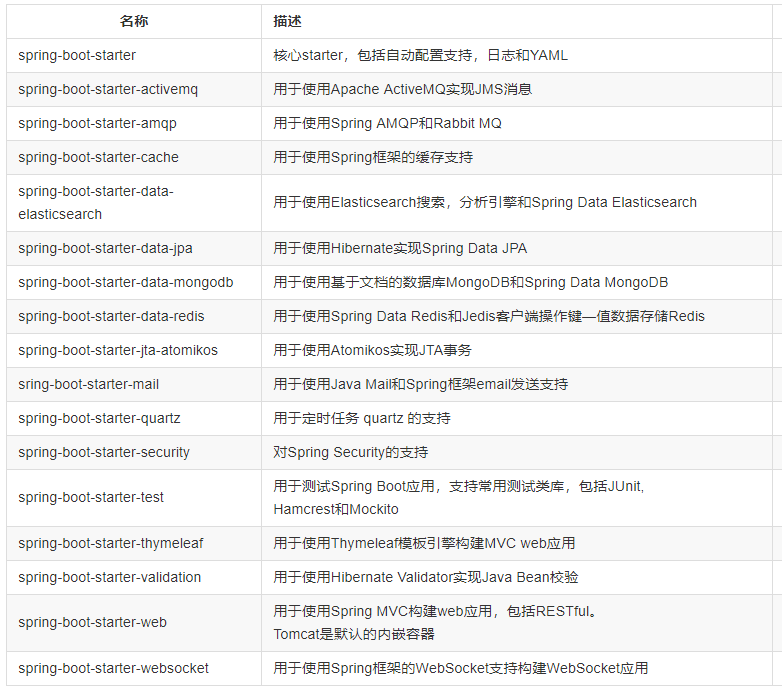 名称 描述
spring-boot-starter 核心starter，包括自动配置支持，日志和YAML
spring-boot-starter-activemq 用于使用Apache ActiveMQ实现JMS消息
spring-boot-starter-amqp 用于使用Spring AMQP和Rabbit MQ
spring-boot-starter-cache 用于使用Spring框架的缓存支持
spring-boot-starter-data-
elasticsearch 用于使用Elasticsearch搜索，分析引擎和Spring Data Elasticsearch
spring-boot-starter-data-jpa 用于使用Hibernate实现Spring Data JPA
spring-boot-starter-data-mongodb 用于使用基于文档的数据库MongoDB和Spring Data MongoDB
spring-boot-starter-data-redis 用于使用Spring Data Redis和Jedis客户端操作键—值数据存储Redis
spring-boot-starter-jta-atomikos 用于使用Atomikos实现JTA事务
sring-boot-starter-mail 用于使用Java Mail和Spring框架email发送支持
spring-boot-starter-quartz 用于定时任务 quartz 的支持
spring-boot-starter-security 对Spring Security的支持
spring-boot-starter-test 用于测试Spring Boot应用，支持常用测试类库，包括JUnit,
Hamcrest和Mockito
spring-boot-starter-thymeleaf 用于使用Thymeleaf模板引擎构建MVC web应用
spring-boot-starter-validation 用于使用Hibernate Validator实现Java Bean校验
spring-boot-starter-web 用于使用Spring MVC构建web应用，包括RESTful。
Tomcat是默认的内嵌容器
spring-boot-starter-websocket 用于使用Spring框架的WebSocket支持构建WebSocket应用